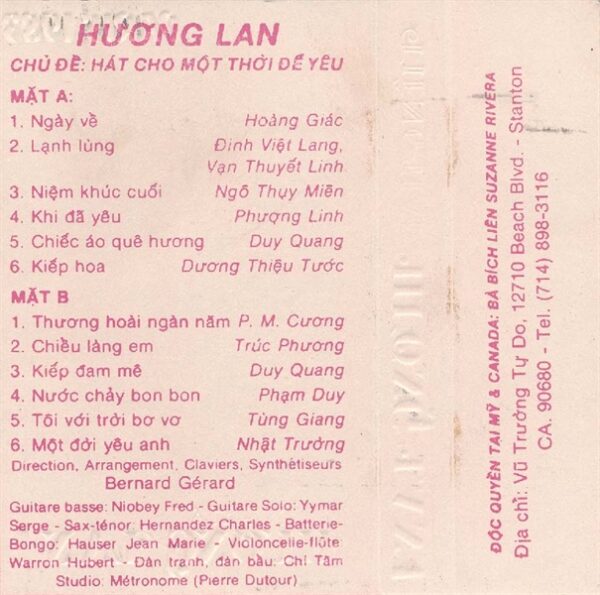 HƯƠNG LAN
CHỦ ĐỀ: HÁT CHO MỘT THỜI ĐỂ YÊU
MẶT A:
1. Ngày về Hoàng Giác
2. Lạnh lùng Đinh Việt Lang,
Vạn Thuyết Linh
3. Niệm khúc cuối Ngô Thụy Miên
4. Khi đã yêu Phượng Linh
5. Chiếc áo quê hương Duy Quang
6. Kiếp hoa Dương Thiệu Tước
MẶT B
1. Thương hoài ngàn năm P. M. Cương
2. Chiều làng em Trúc Phương
3. Kiếp đam mê Duy Quang
4. Nước chảy bon bon Phạm Duy
5. Tôi với trời bơ vơ Tùng Giang
6. Một đời yêu anh Nhật Trường
Direction, Arrangement, Claviers, Synthétiseurs
Bernard Gérard
Guitare basse: Niobey Fred - Guitare Solo: Yymar
Serge - Sax-ténor, Hernandez Charles - Batterie-
Bongo: Hauser Jean Marie - Violoncelle-flûte:
Warron Hubert - Đàn tranh, đàn bầu: Chí Tâm
Studio: Métronome (Pierre Dutour)
ĐỘC QUYỀN TẠI MỸ & CANADA: BÀ BÍCH LIÊN SUZANNE RIVERA
Địa chỉ: Vũ Trường Tự Do, 12710 Beach Blvd. - Stanton
CA. 90680 - Tel. (714) 898-3116